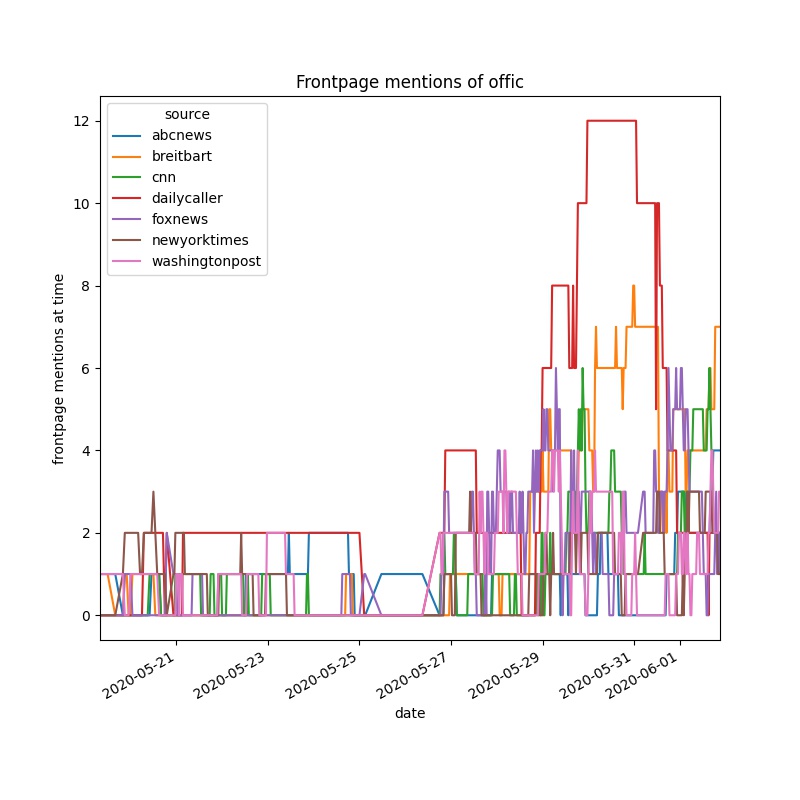 Frontpage mentions of offic
source
abcnews
breitbart
cnn
dailycaller
foxnews
newyorktimes
washingtonpost
frontpage mentions at time
12
10
8
6
4
2
0
2020-05-21
2020-05-23
2020-05-25
2020-05-27
2020-05-29
2020-05-31
2020-06-01
date